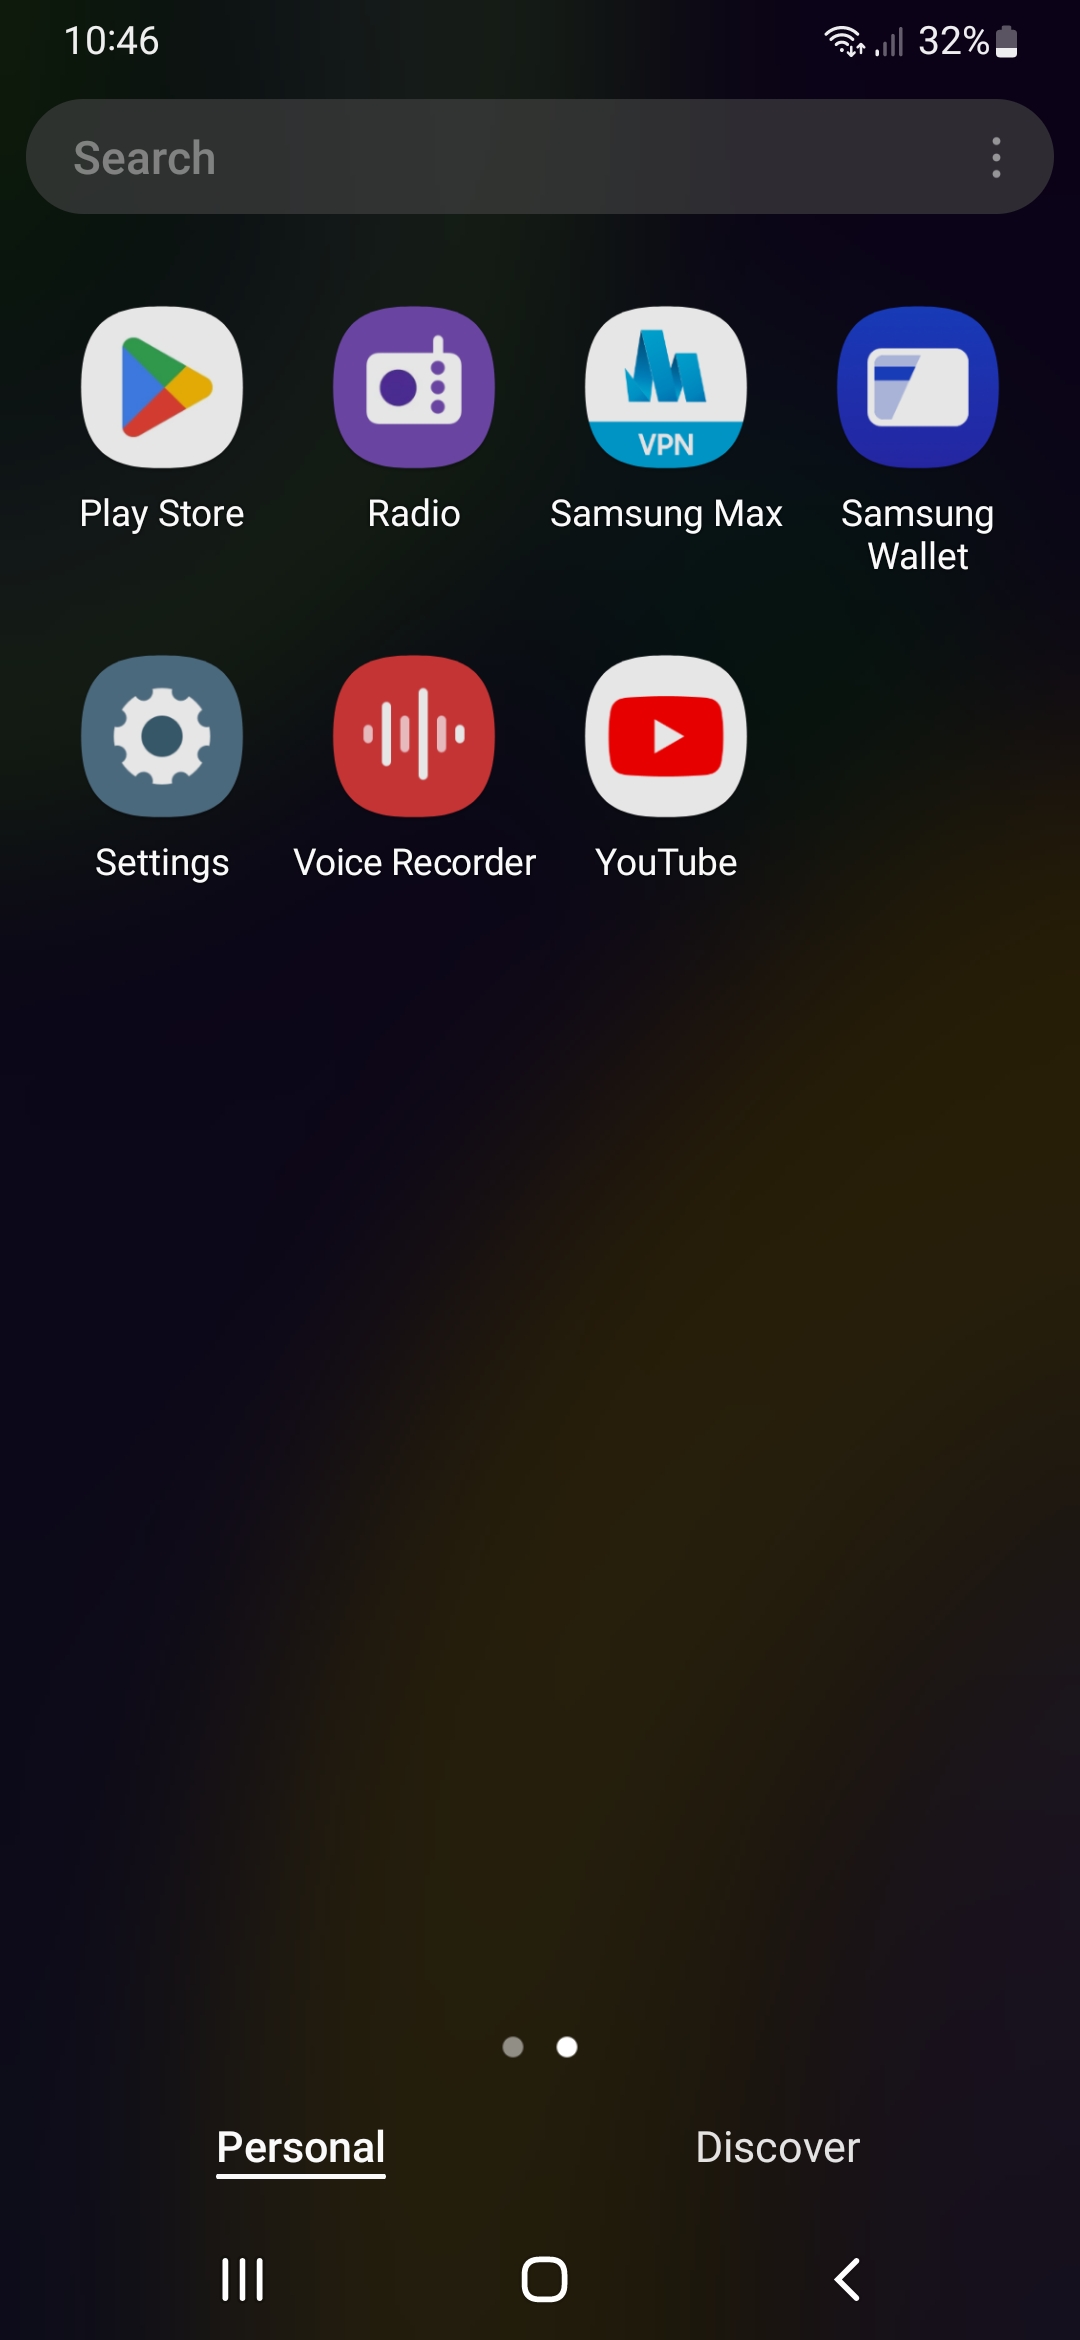 10:46
32%
Search
Play Store
Radio
VPN
Samsung Max
Samsung
Wallet
Settings
Voice Recorder
YouTube
Personal
Discover